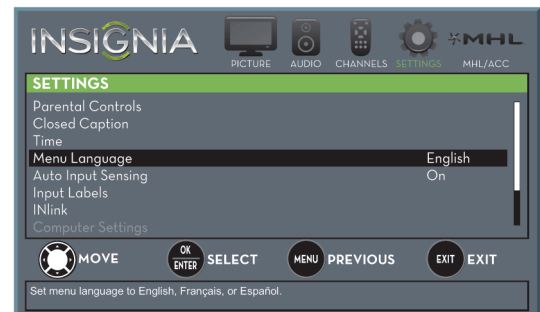 INSIGNIA
PICTURE AUDIO CHANNELS SETTINGS MHL MHL/ACC
SETTINGS
Parental Controls
Closed Caption
Time
Menu Language English
Auto Input Sensing On
Input Labels
INlink
Computer Settings
MOVE OK ENTER SELECT MENU PREVIOUS EXIT EXIT
Set menu language to English, Français, or Español.